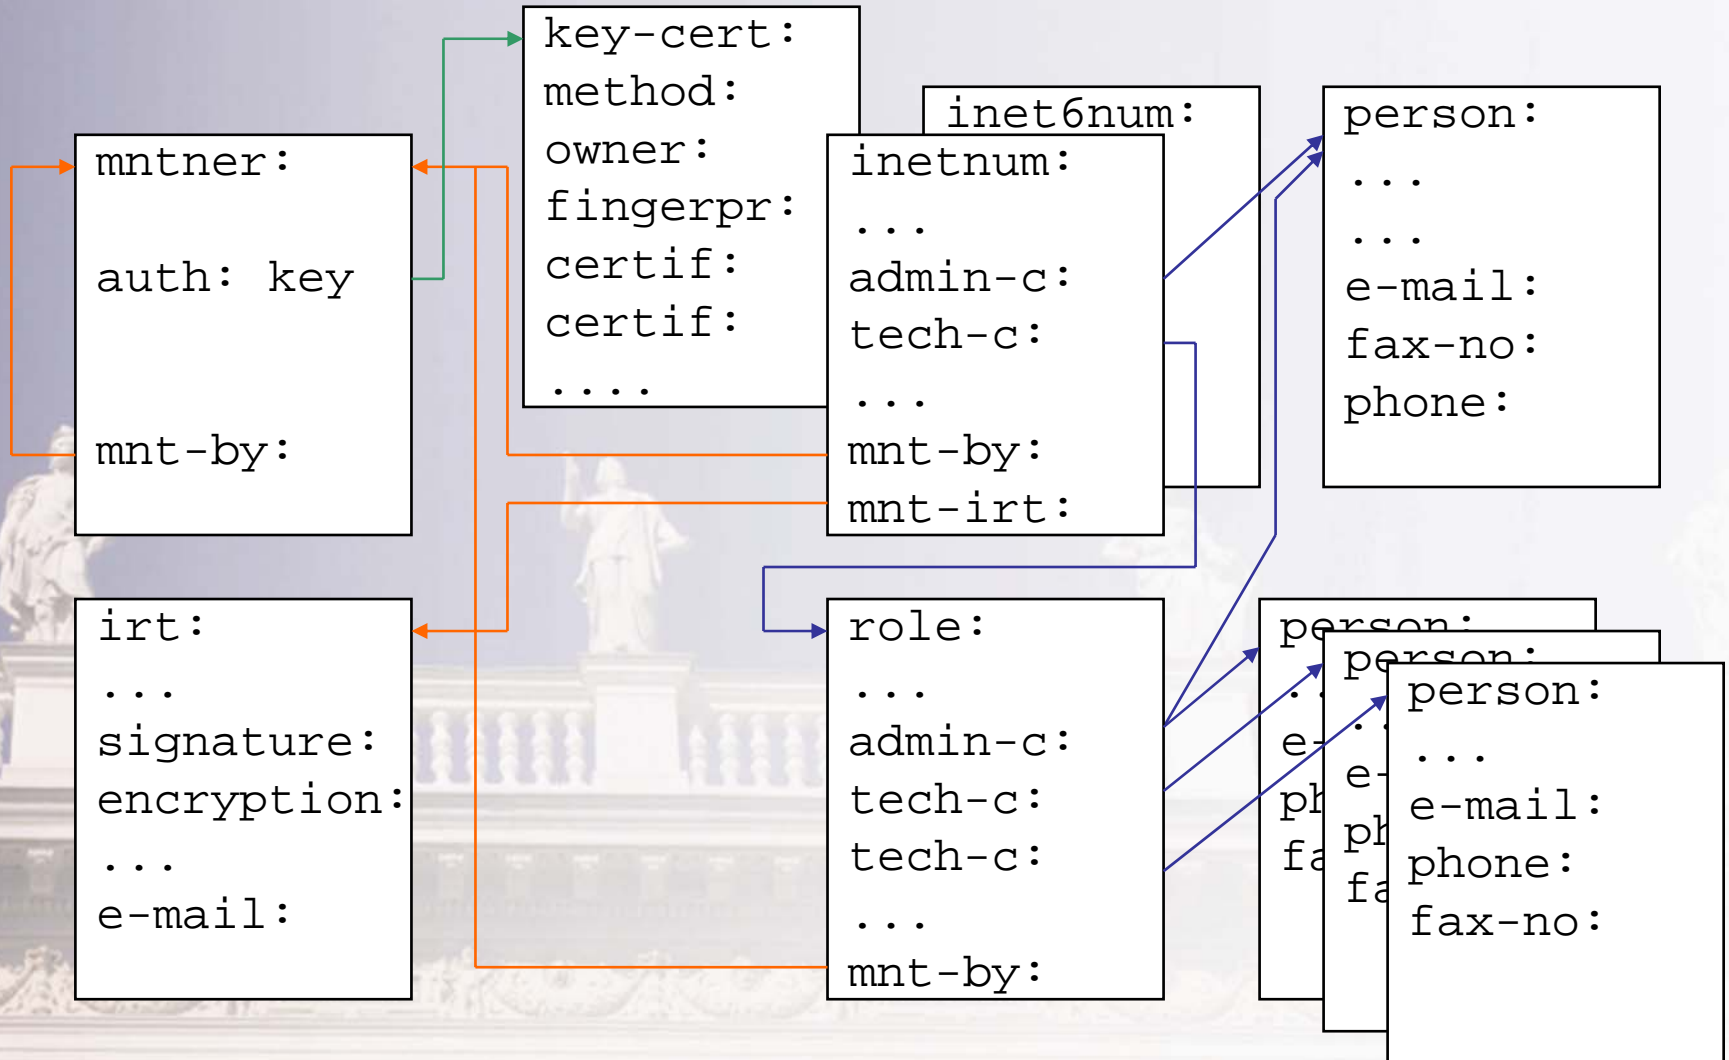 key-cert:
method:
owner:
fingerpr:
certif:
certif:
....
mntner:
auth: key
mnt-by:
inet6num:
inetnum:
...
admin-c:
tech-c:
...
mnt-by:
mnt-irt:
person:
...
...
e-mail:
fax-no:
phone:
irt:
...
signature:
encryption:
...
e-mail:
role:
...
admin-c:
tech-c:
tech-c:
...
mnt-by:
person:
person:
person:
...
e-mail:
phone:
fax-no: